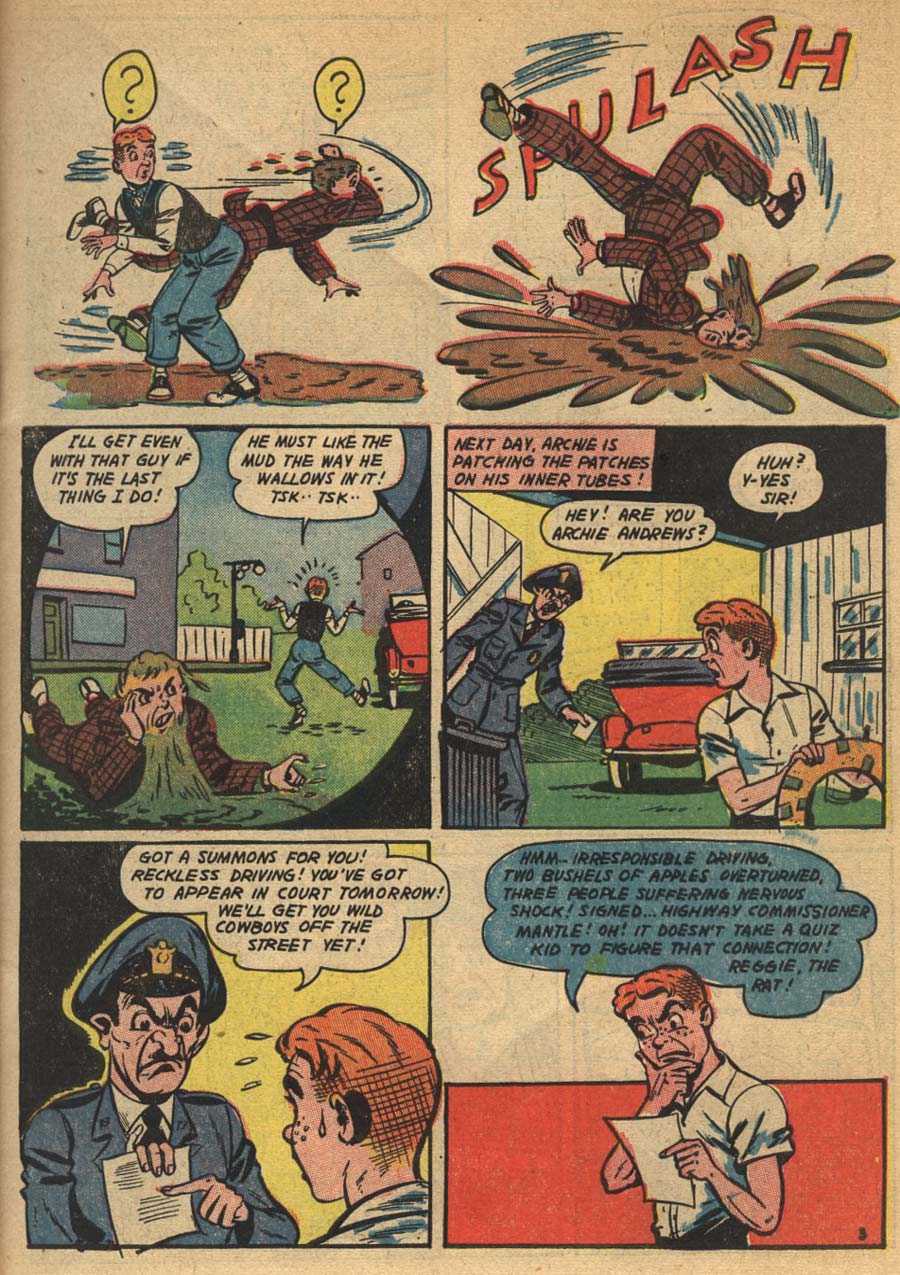 ?
?
SPULASH
I'LL GET EVEN
WITH THAT GUY IF
IT'S THE LAST
THING I DO!
HE MUST LIKE THE
MUD THE WAY HE
WALLOWS IN IT!
TSK·· TSK··
NEXT DAY, ARCHIE IS
PATCHING THE PATCHES
ON HIS INNER TUBES!
HEY! ARE YOU
ARCHIE ANDREWS?
HUH?
Y-YES
SIR!
GOT A SUMMONS FOR YOU!
RECKLESS DRIVING! YOU'VE GOT
TO APPEAR IN COURT TOMORROW!
WE'LL GET YOU WILD
COWBOYS OFF THE
STREET YET!
HMM-- IRRESPONSIBLE DRIVING,
TWO BUSHELS OF APPLES OVERTURNED,
THREE PEOPLE SUFFERING NERVOUS
SHOCK! SIGNED... HIGHWAY COMMISSIONER
MANTLE! OH! IT DOESN'T TAKE A QUIZ
KID TO FIGURE THAT CONNECTION!
REGGIE, THE
RAT!
3